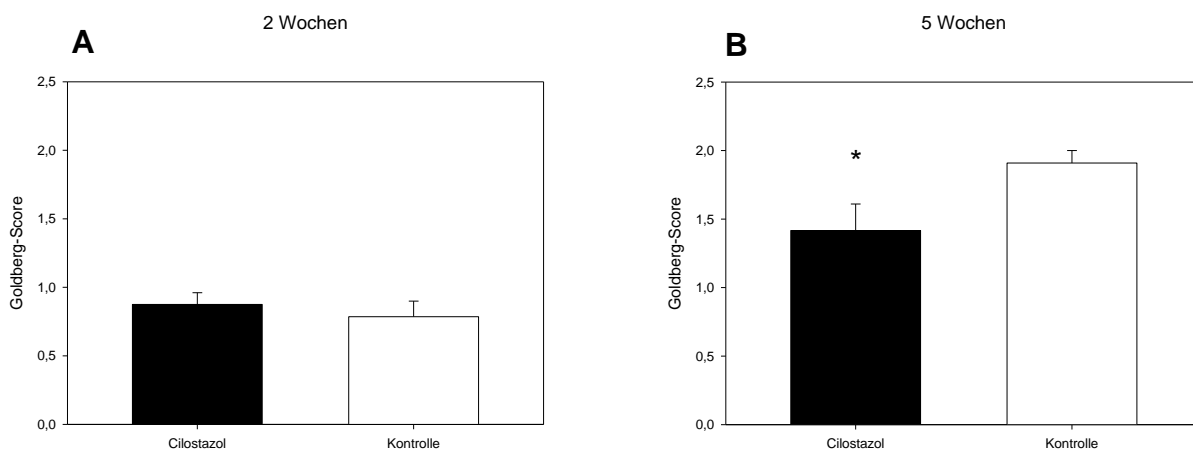 A
2 Wochen
Goldberg-Score
2,5
2,0
1,5
1,0
0,5
0,0
Cilostazol
Kontrolle
B
5 Wochen
Goldberg-Score
2,5
2,0
1,5
1,0
0,5
0,0
*
Cilostazol
Kontrolle